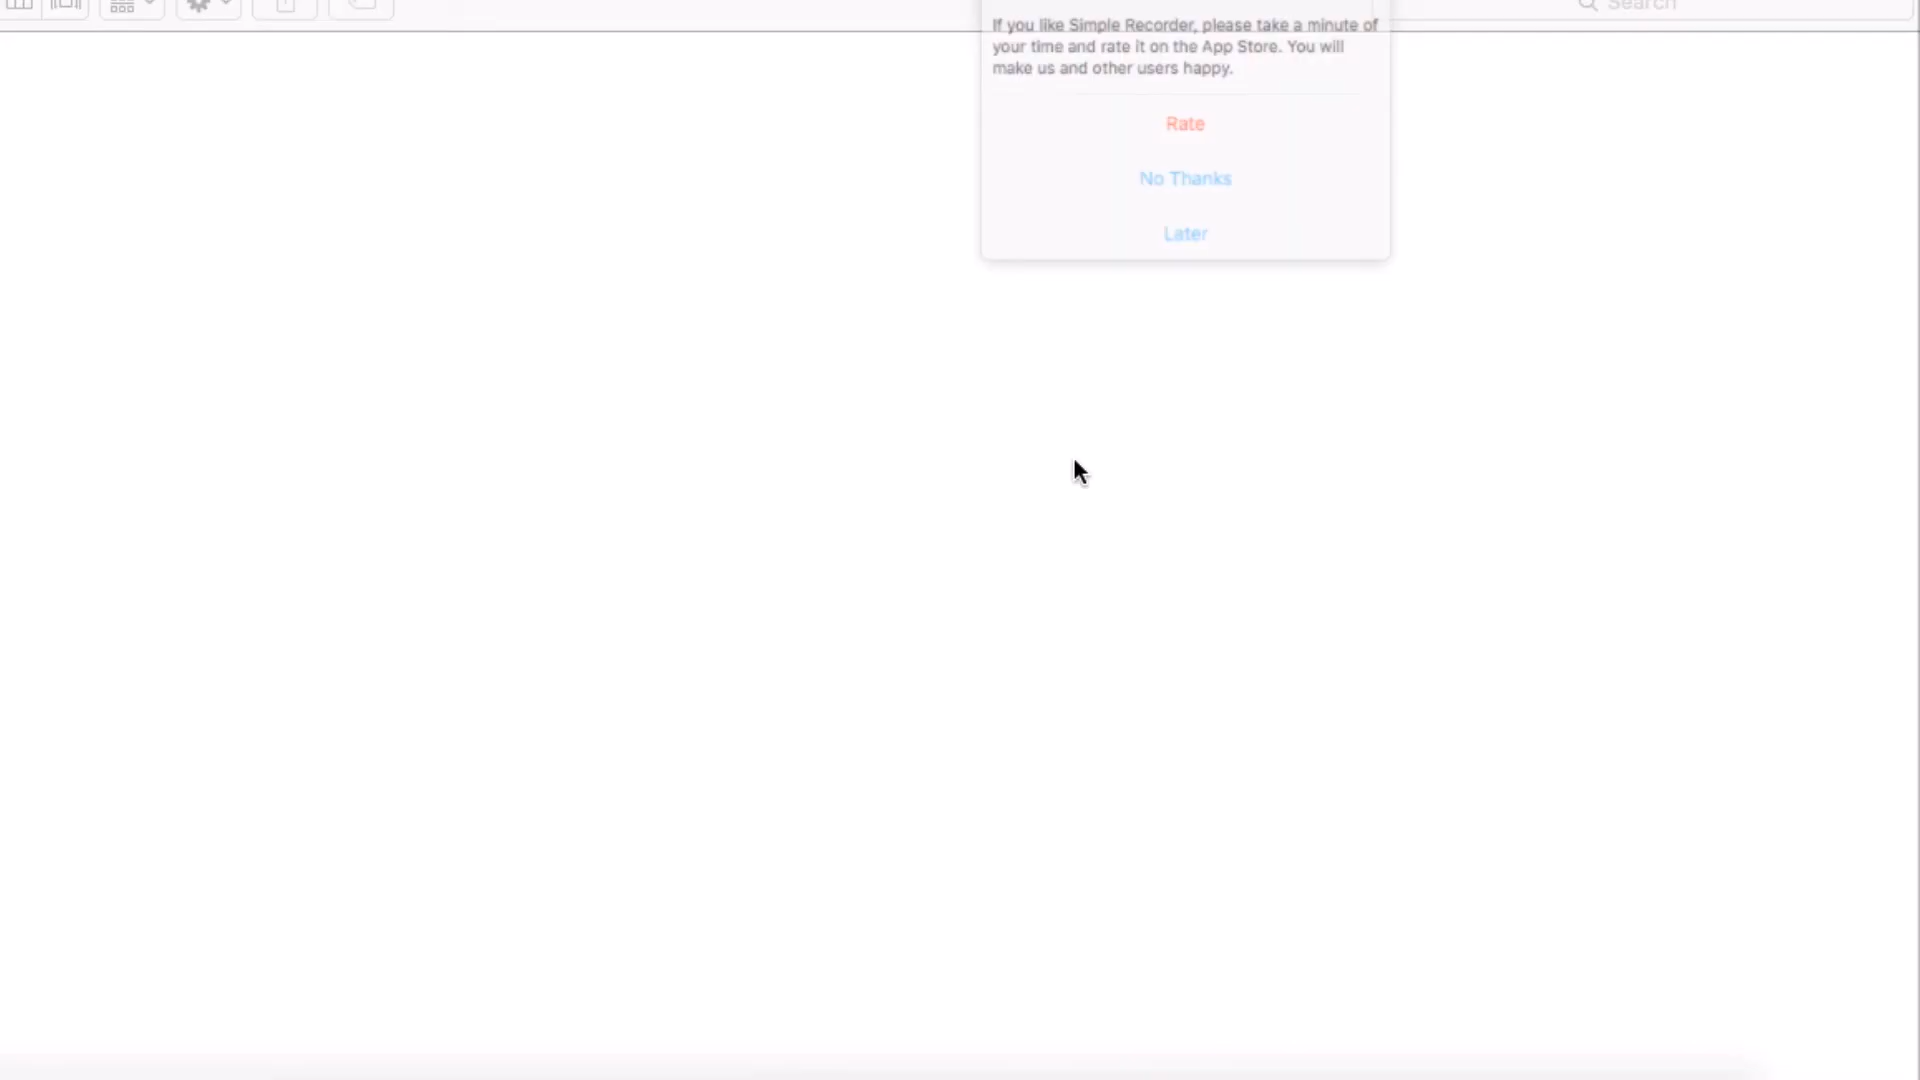 Search
If you like Simple Recorder, please take a minute of
your time and rate it on the App Store. You will
make us and other users happy.
Rate
No Thanks
Later